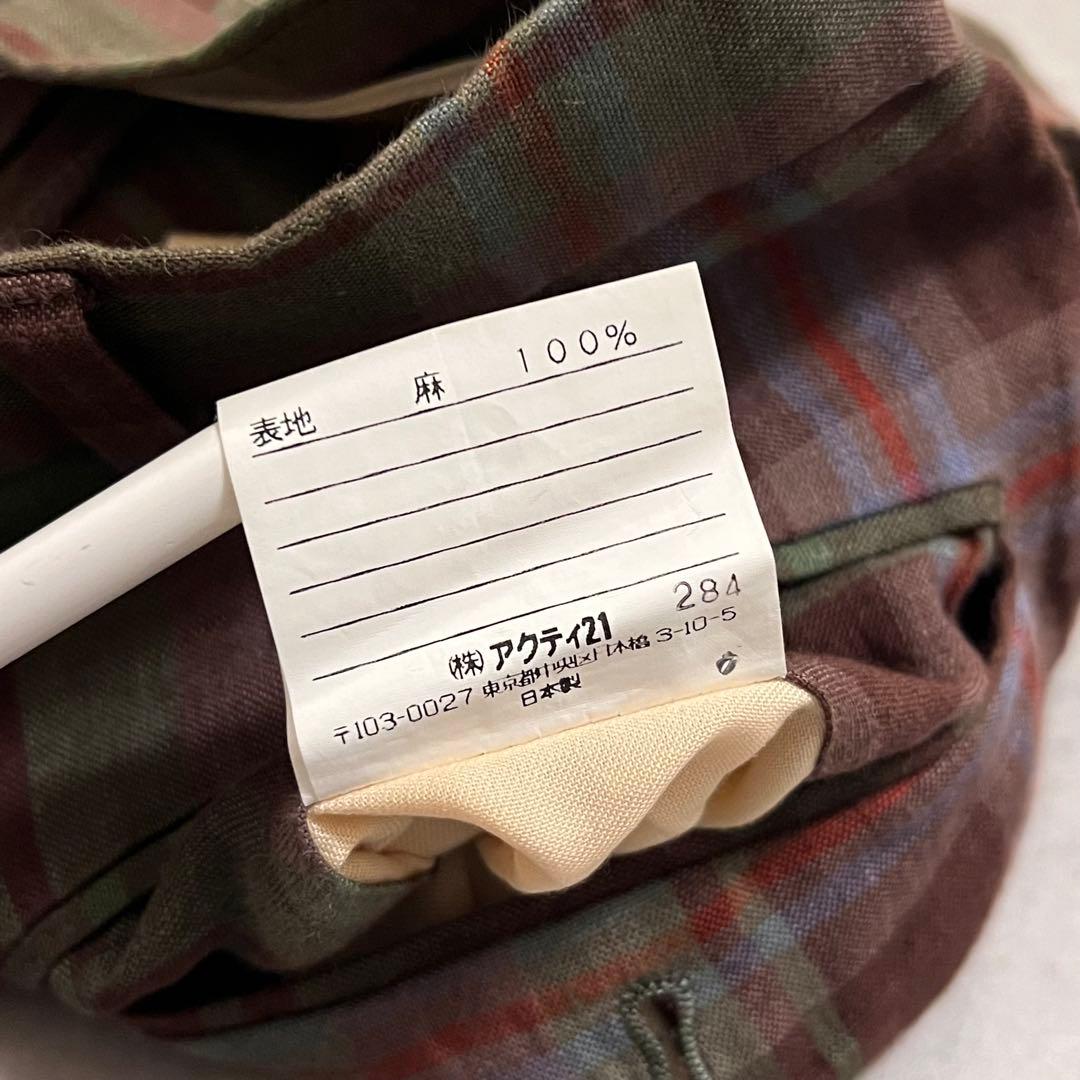 表地 麻 100%
284
(株)アクティ21
〒103-0027 東京都中央区日本橋 3-10-5
日本製